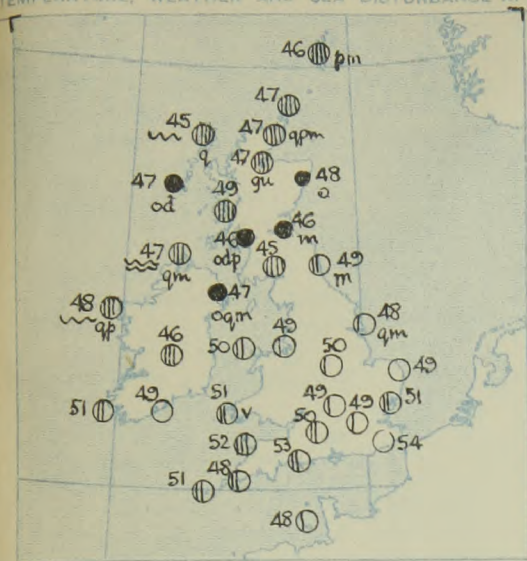 TEMPERATURE, WEATHER AND SEA DISTURBANCE A
46 pm
47
45 q
47 qpm
47 gu
47 od
48 o
49
46 m
46 odp
47 qm
45
49 m
47 oqm
48 qp
48 qm
46
50
49
50
49
51
49
51 v
49
49
51
50
54
52
53
48
51
48